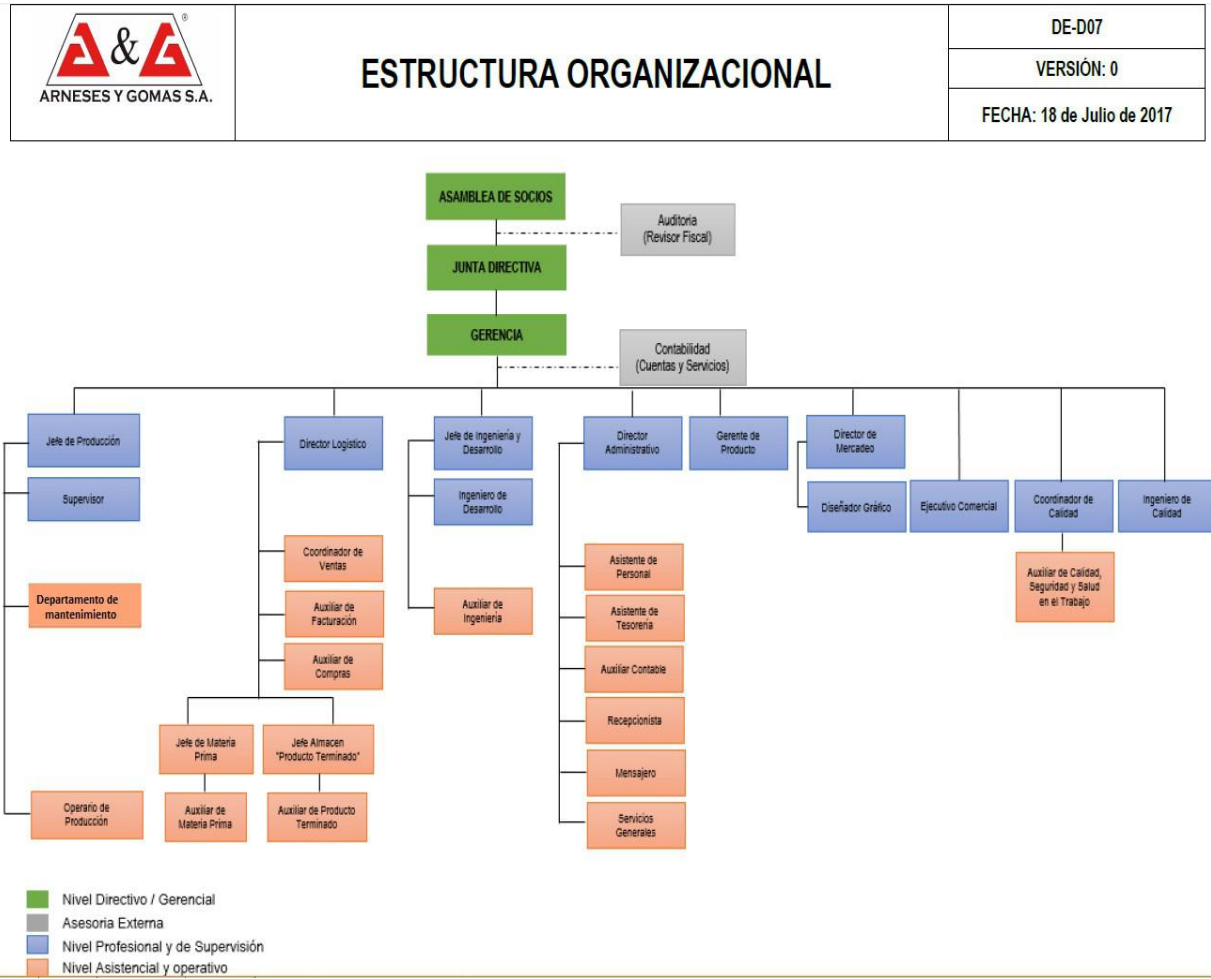 A&G®
ARNESES Y GOMAS S.A.
ESTRUCTURA ORGANIZACIONAL
DE-D07
VERSIÓN: 0
FECHA: 18 de Julio de 2017
ASAMBLEA DE SOCIOS
Auditoria
(Revisor Fiscal)
JUNTA DIRECTIVA
GERENCIA
Contabilidad
(Cuentas y Servicios)
Jefe de Producción
Director Logístico
Jefe de Ingeniería y
Desarrollo
Director
Administrativo
Gerente de
Producto
Director de
Mercadeo
Supervisor
Ingeniero de
Desarrollo
Diseñador Gráfico
Ejecutivo Comercial
Coordinador de
Calidad
Ingeniero de
Calidad
Departamento de
mantenimiento
Coordinador de
Ventas
Auxiliar de
Facturación
Auxiliar de
Compras
Auxiliar de
Ingeniería
Asistente de
Personal
Asistente de
Tesorería
Auxiliar Contable
Recepcionista
Mensajero
Servicios
Generales
Auxiliar de Calidad,
Seguridad y Salud
en el Trabajo
Jefe de Materia
Prima
Jefe Almacen
"Producto Terminado"
Operario de
Producción
Auxiliar de
Materia Prima
Auxiliar de Producto
Terminado
Nivel Directivo / Gerencial
Asesoria Externa
Nivel Profesional y de Supervisión
Nivel Asistencial y operativo